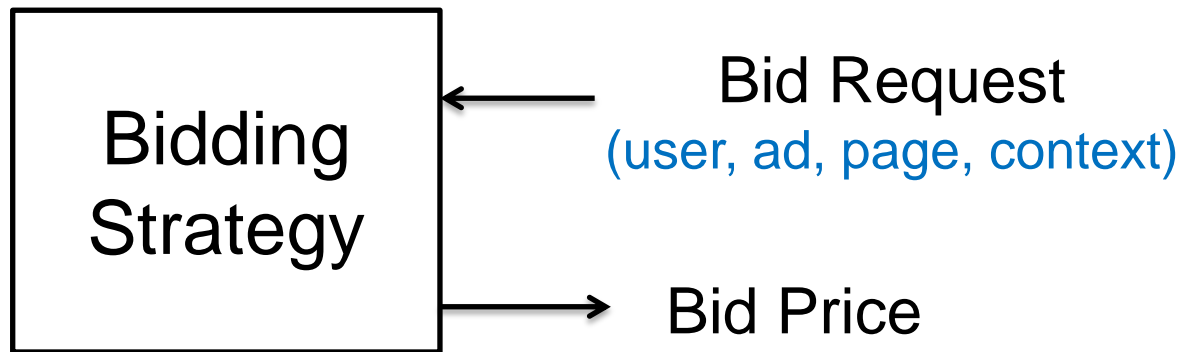 Bidding
Strategy
Bid Request
(user, ad, page, context)
Bid Price